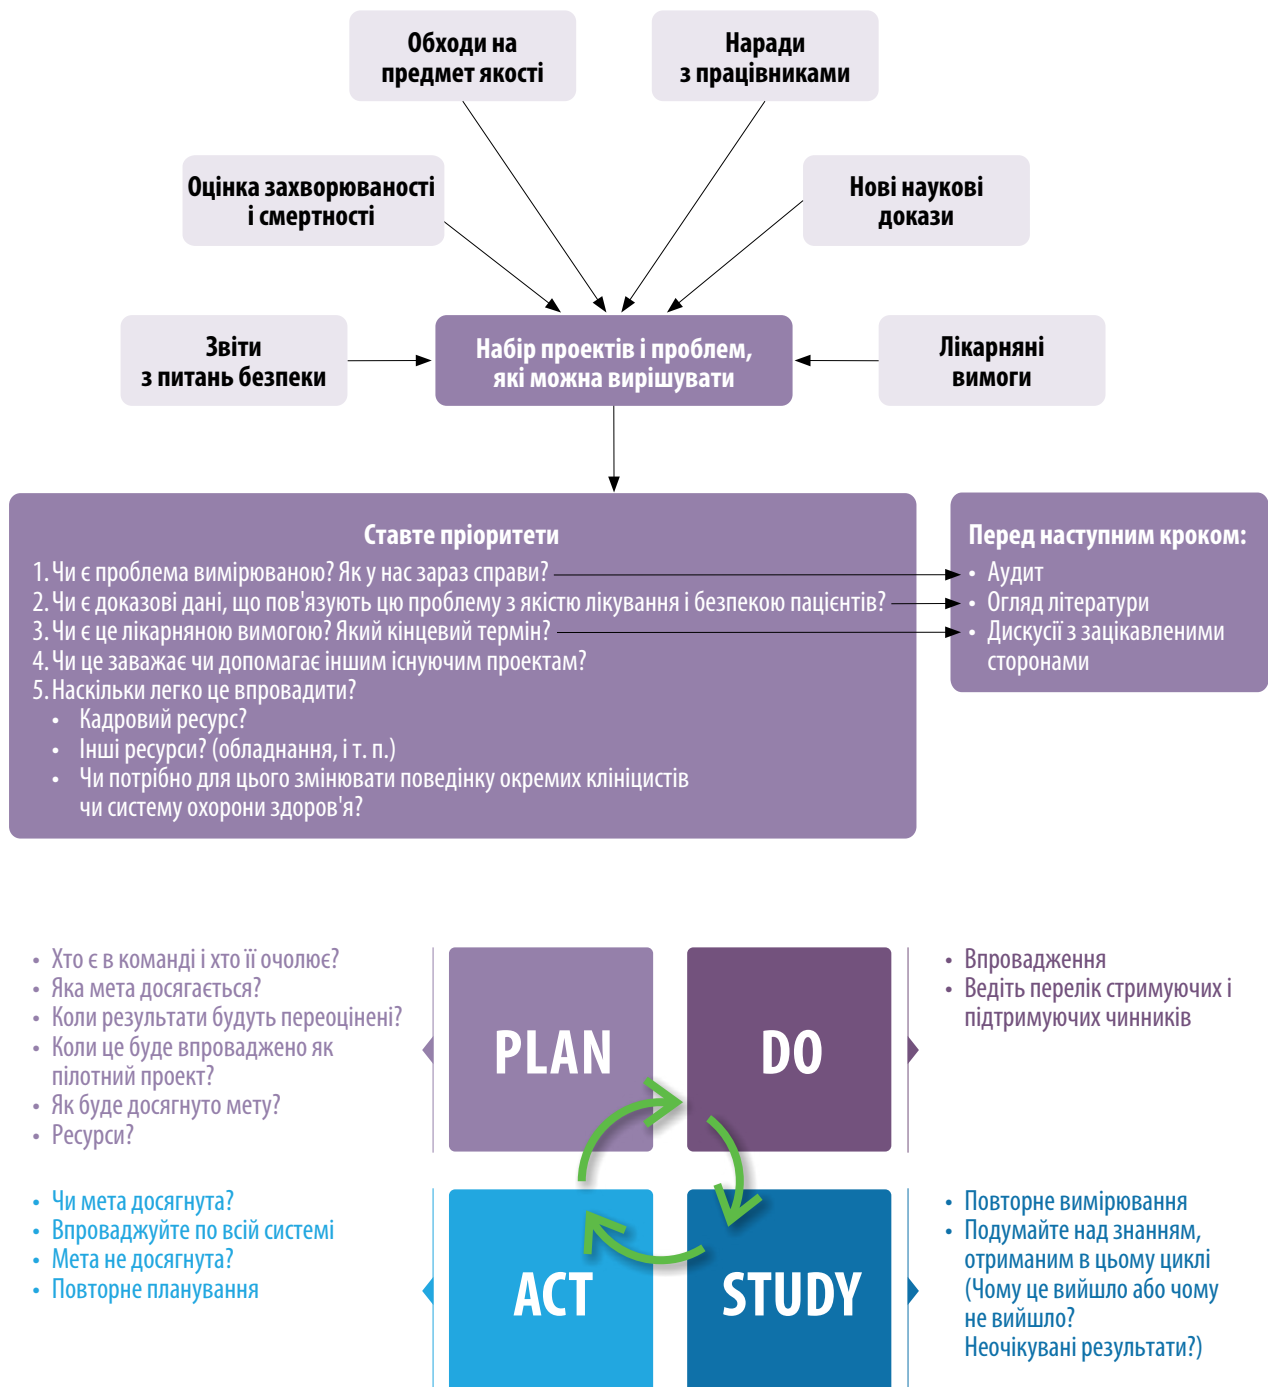 Обходи на
предмет якості
Наради
з працівниками
Оцінка захворюваності
і смертності
Нові наукові
докази
Звіти
з питань безпеки
Набір проектів і проблем,
які можна вирішувати
Лікарняні
вимоги
Ставте пріоритети
1. Чи є проблема вимірюваною? Як у нас зараз справи?
2. Чи є доказові дані, що пов'язують цю проблему з якістю лікування і безпекою пацієнтів?
3. Чи є це лікарняною вимогою? Який кінцевий термін?
4. Чи це заважає чи допомагає іншим існуючим проектам?
5. Наскільки легко це впровадити?
• Кадровий ресурс?
• Інші ресурси? (обладнання, і т. п.)
• Чи потрібно для цього змінювати поведінку окремих клініцистів
чи систему охорони здоров'я?
Перед наступним кроком:
• Аудит
• Огляд літератури
• Дискусії з зацікавленими
сторонами
• Хто є в команді і хто її очолює?
• Яка мета досягається?
• Коли результати будуть переоцінені?
• Коли це буде впроваджено як
пілотний проект?
• Як буде досягнуто мету?
• Ресурси?
PLAN
DO
• Впровадження
• Ведіть перелік стримуючих і
підтримуючих чинників
• Чи мета досягнута?
• Впроваджуйте по всій системі
• Мета не досягнута?
• Повторне планування
ACT
STUDY
• Повторне вимірювання
• Подумайте над знанням,
отриманим в цьому циклі
(Чому це вийшло або чому
не вийшло?
Неочікувані результати?)